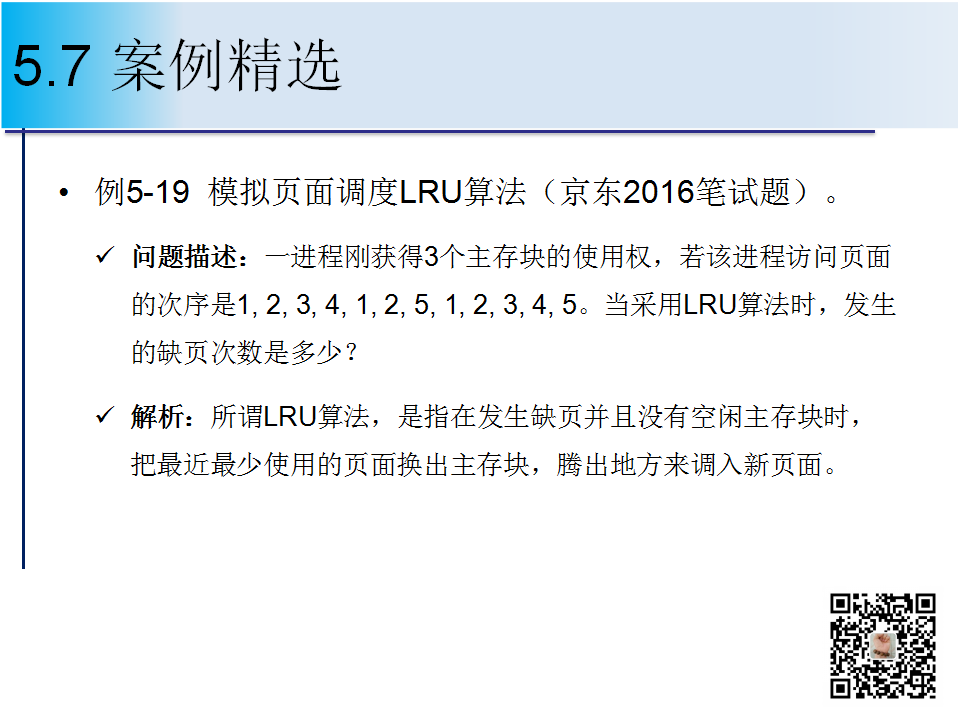 5.7 案例精选
• 例5-19 模拟页面调度LRU算法（京东2016笔试题）。
✓ 问题描述：一进程刚获得3个主存块的使用权，若该进程访问页面
的次序是1, 2, 3, 4, 1, 2, 5, 1, 2, 3, 4, 5。当采用LRU算法时，发生
的缺页次数是多少？
✓ 解析：所谓LRU算法，是指在发生缺页并且没有空闲主存块时，
把最近最少使用的页面换出主存块，腾出地方来调入新页面。